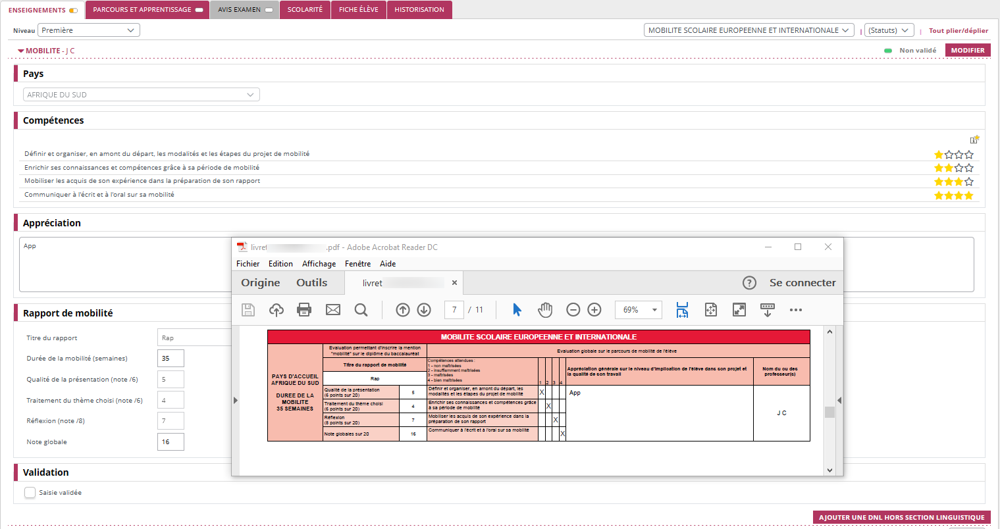 ENSEIGNEMENTS PARCOURS ET APPRENTISSAGE AVIS EXAMEN SCOLARITÉ FICHE ÉLÈVE HISTORISATION
Niveau Première MOBILITE SCOLAIRE EUROPEENNE ET INTERNATIONALE | (Statuts) | Tout plier/déplier
MOBILITE - J C Non validé MODIFIER
Pays
AFRIQUE DU SUD
Compétences
Définir et organiser, en amont du départ, les modalités et les étapes du projet de mobilité
Enrichir ses connaissances et compétences grâce à sa période de mobilité
Mobiliser les acquis de son expérience dans la préparation de son rapport
Communiquer à l'écrit et à l'oral sur sa mobilité
Appréciation
App
Rapport de mobilité
Titre du rapport Rap
Durée de la mobilité (semaines) 35
Qualité de la présentation (note /6) 5
Traitement du thème choisi (note /6) 4
Réflexion (note /8) 7
Note globale 16
Validation
Saisie validée
AJOUTER UNE DNL HORS SECTION LINGUISTIQUE
livret .pdf - Adobe Acrobat Reader DC
Fichier Edition Affichage Fenêtre Aide
Origine Outils livret × ? Se connecter
7 / 11 69%
MOBILITE SCOLAIRE EUROPEENNE ET INTERNATIONALE
PAYS D'ACCUEIL
AFRIQUE DU SUD
DUREE DE LA
MOBILITE
35 SEMAINES
Evaluation permettant d'inscrire la mention
"mobilité" sur le diplôme du baccalauréat
Evaluation globale sur le parcours de mobilité de l'élève
Titre du rapport de mobilité
Rap
Compétences attendues :
1 - non maîtrisées
2 - insuffisamment maîtrisées
3 - maîtrisées
4 - bien maîtrisées
1 2 3 4
Appréciation générale sur le niveau d'implication de l'élève dans son projet et
la qualité de son travail
Nom du ou des
professeur(s)
Qualité de la présentation
(6 points sur 20)
5
Définir et organiser, en amont du départ, les
modalités et les étapes du projet de mobilité
X
App
J C
Traitement du thème choisi
(6 points sur 20)
4
Enrichir ses connaissances et compétences grâce
à sa période de mobilité
X
Réflexion
(8 points sur 20)
7
Mobiliser les acquis de son expérience dans la
préparation de son rapport
X
Note globales sur 20
16
Communiquer à l'écrit et à l'oral sur sa mobilité
X